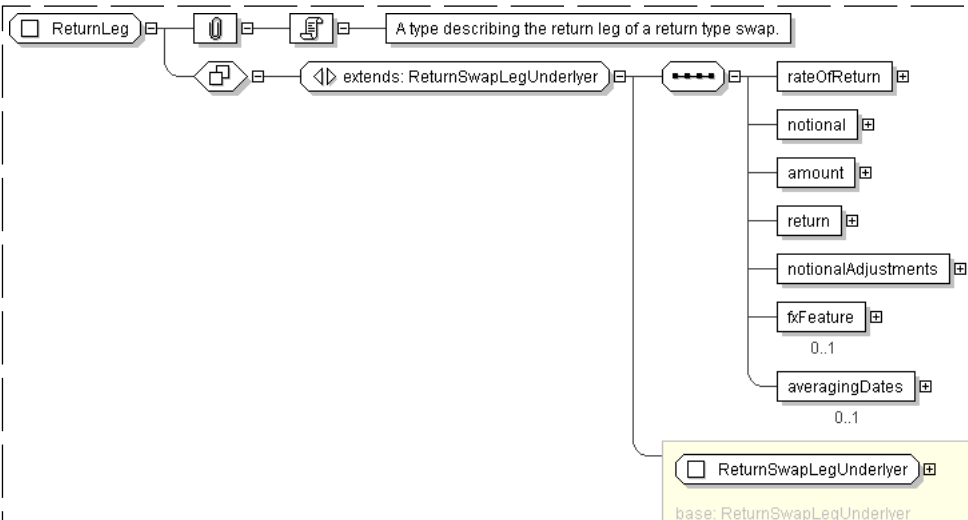 ReturnLeg
A type describing the return leg of a return type swap.
extends: ReturnSwapLegUnderlyer
rateOfReturn
notional
amount
return
notionalAdjustments
fxFeature
0..1
averagingDates
0..1
ReturnSwapLegUnderlyer
base: ReturnSwapLegUnderlyer